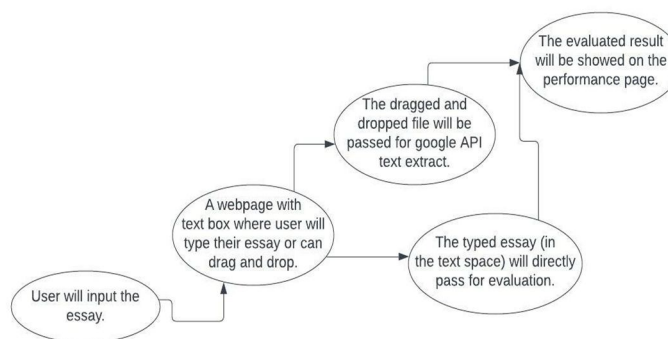 The evaluated result
will be showed on the
performance page.
The dragged and
dropped file will be
passed for google API
text extract.
A webpage with
text box where user will
type their essay or can
drag and drop.
The typed essay (in
the text space) will directly
pass for evaluation.
User will input the
essay.